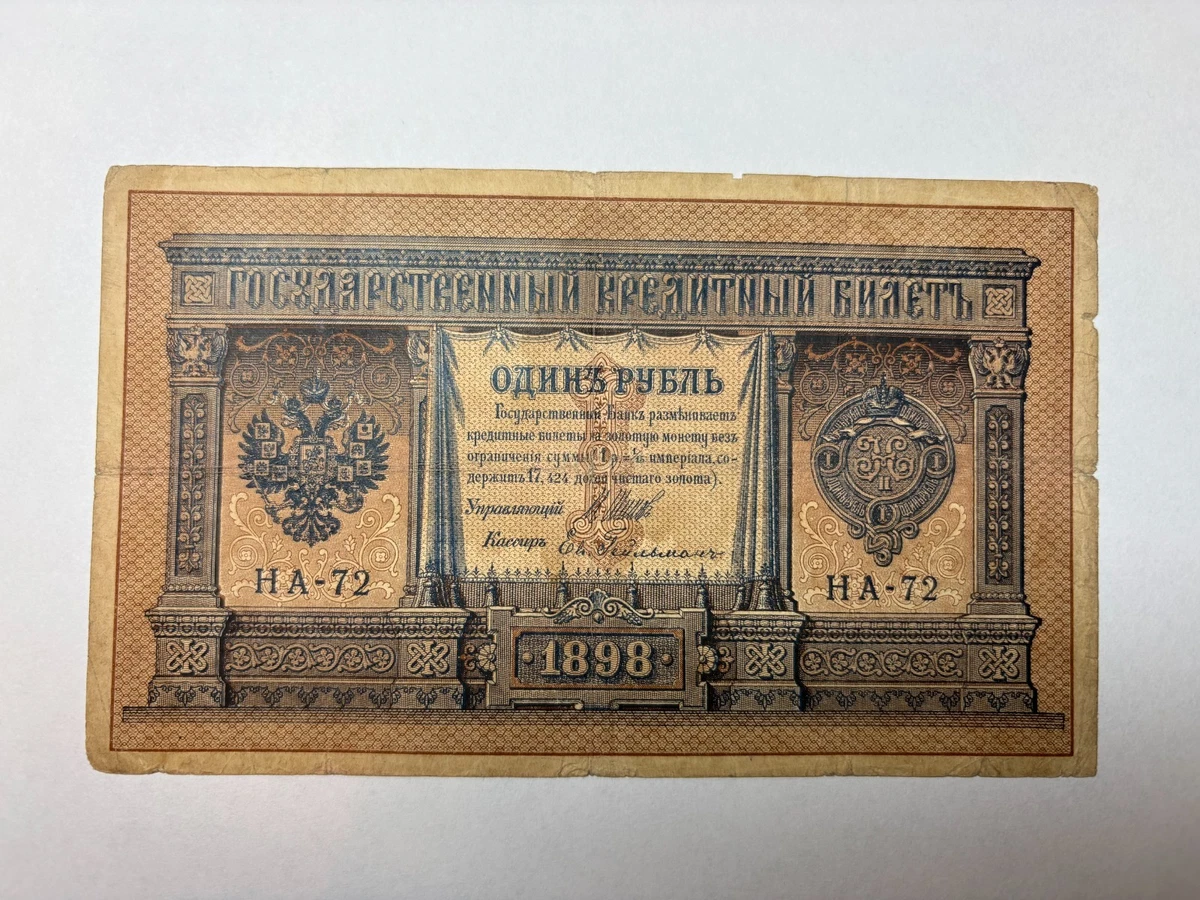 ГОСУДАРСТВЕННЫЙ КРЕДИТНЫЙ БИЛЕТЪ
ОДИНЪ РУБЛЬ
Государственный Банкъ размѣниваетъ
кредитные билеты на золотую монету безъ
ограниченія суммы (1 р.=1/15 имперіала, со-
держитъ 17,424 долей чистаго золота).
Управляющій
Кассиръ
НА-72
НА-72
1898